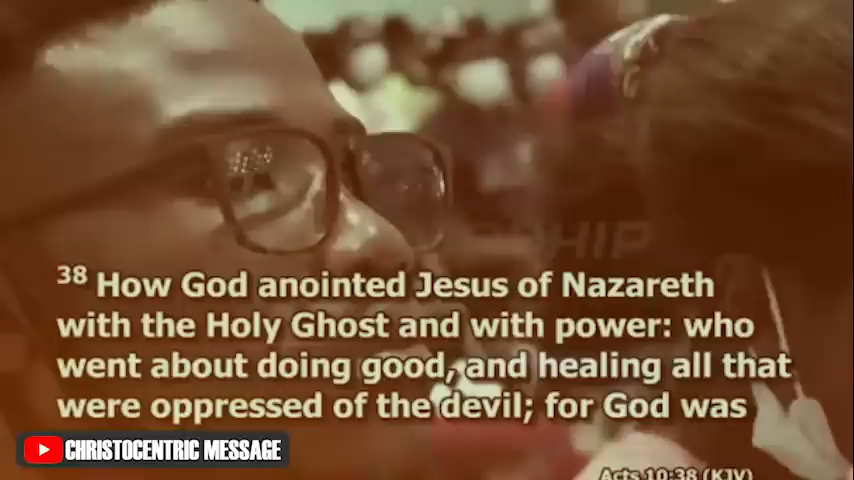 38 How God anointed Jesus of Nazareth
with the Holy Ghost and with power: who
went about doing good, and healing all that
were oppressed of the devil; for God was
CHRISTOCENTRIC MESSAGE
Acts 10:38 (KJV)